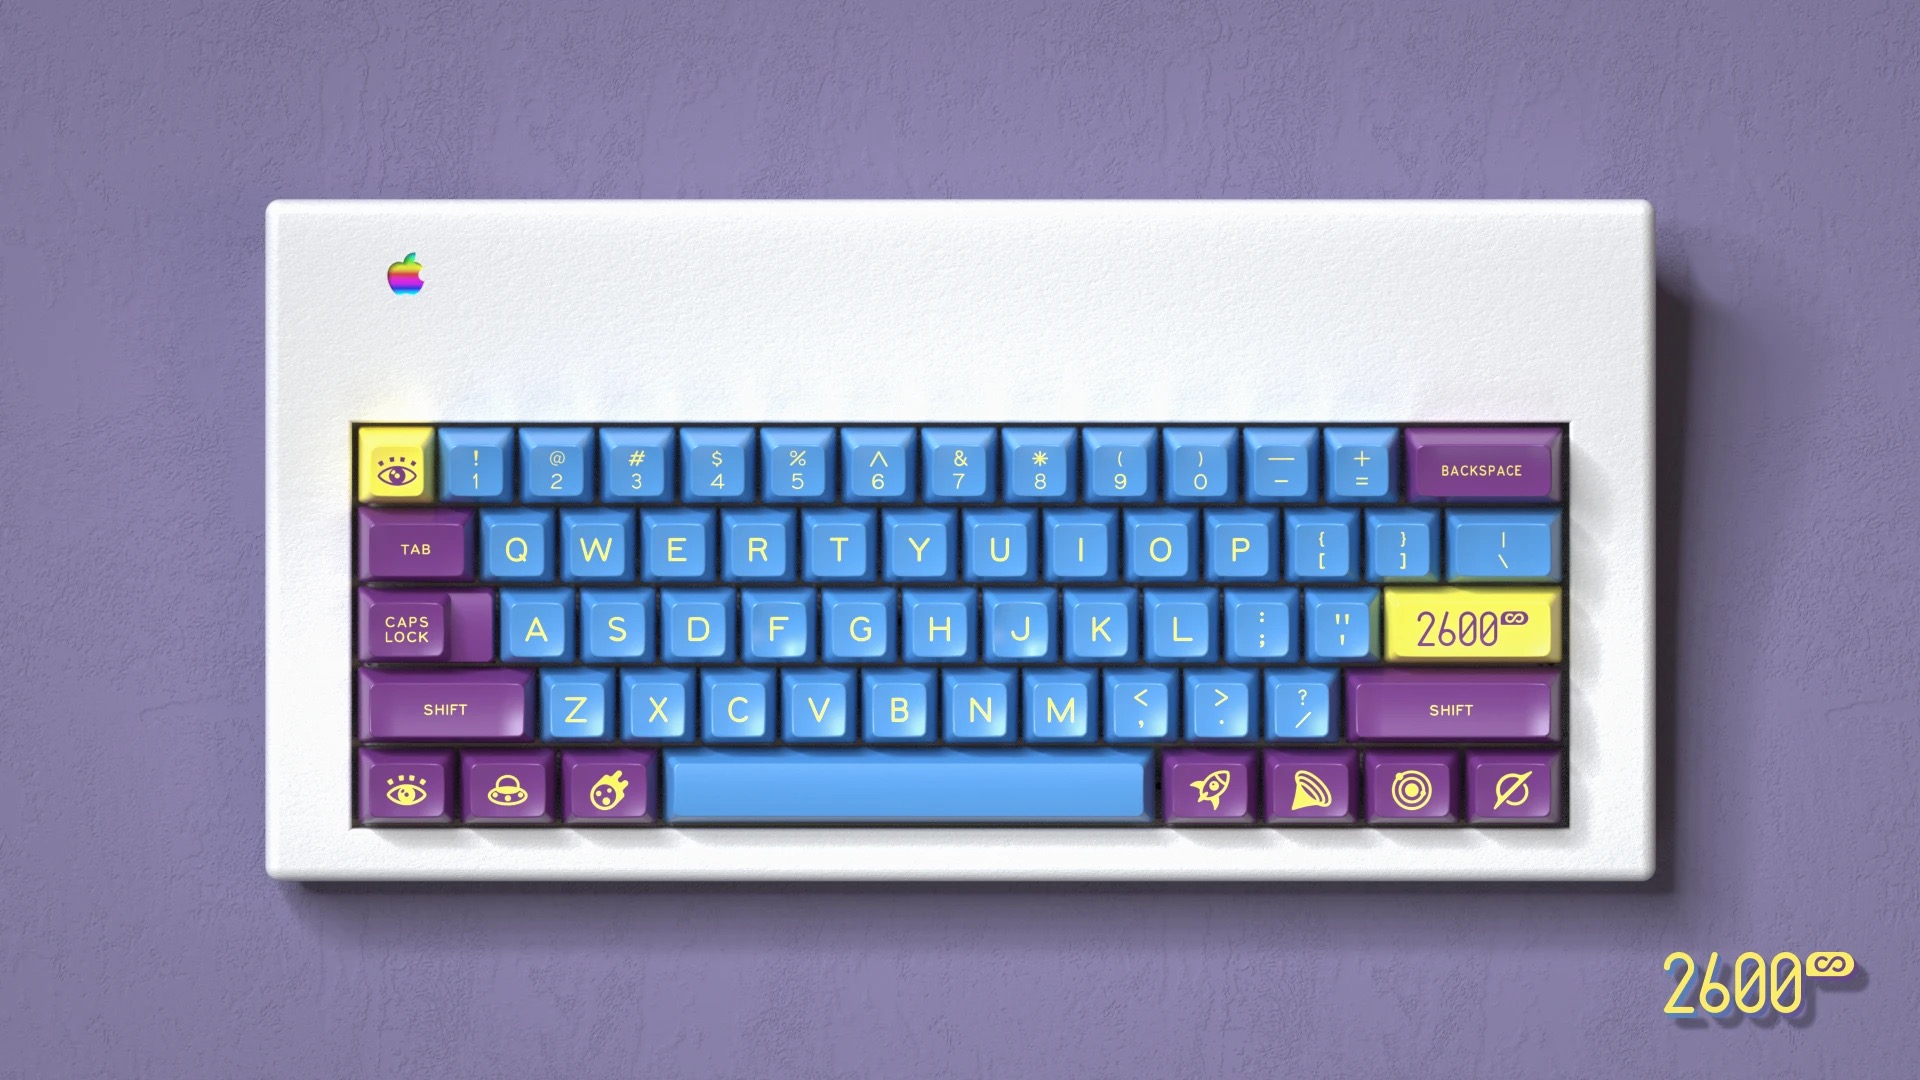 ! @ # $ % ^ & * ( ) — +
1 2 3 4 5 6 7 8 9 0 - = BACKSPACE
TAB Q W E R T Y U I O P { [ } ] | \
CAPS LOCK A S D F G H J K L : ; " ' 2600∞
SHIFT Z X C V B N M < , > . ? / SHIFT
2600∞